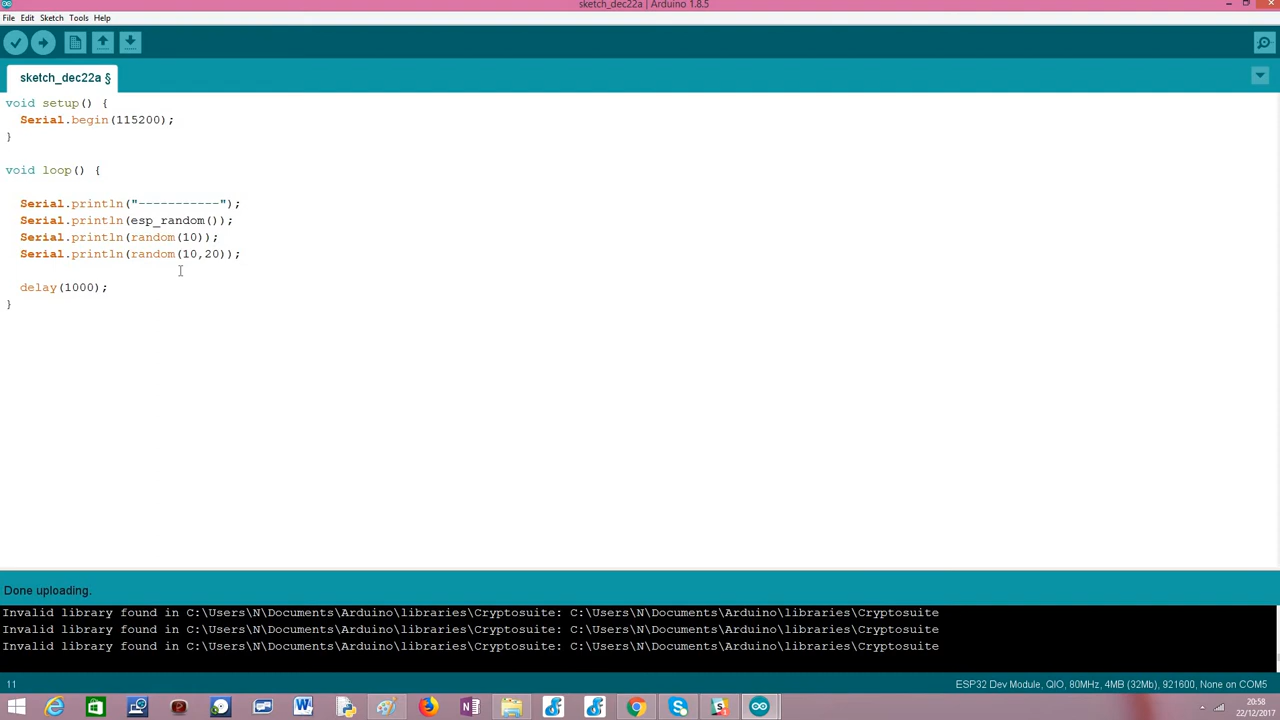 sketch_dec22a | Arduino 1.8.5
File Edit Sketch Tools Help
sketch_dec22a §
void setup() {
  Serial.begin(115200);
}
void loop() {
  Serial.println("-----------");
  Serial.println(esp_random());
  Serial.println(random(10));
  Serial.println(random(10,20));
  delay(1000);
}
Done uploading.
Invalid library found in C:\Users\N\Documents\Arduino\libraries\Cryptosuite: C:\Users\N\Documents\Arduino\libraries\Cryptosuite
Invalid library found in C:\Users\N\Documents\Arduino\libraries\Cryptosuite: C:\Users\N\Documents\Arduino\libraries\Cryptosuite
Invalid library found in C:\Users\N\Documents\Arduino\libraries\Cryptosuite: C:\Users\N\Documents\Arduino\libraries\Cryptosuite
11 ESP32 Dev Module, QIO, 80MHz, 4MB (32Mb), 921600, None on COM5
20:58
22/12/2017